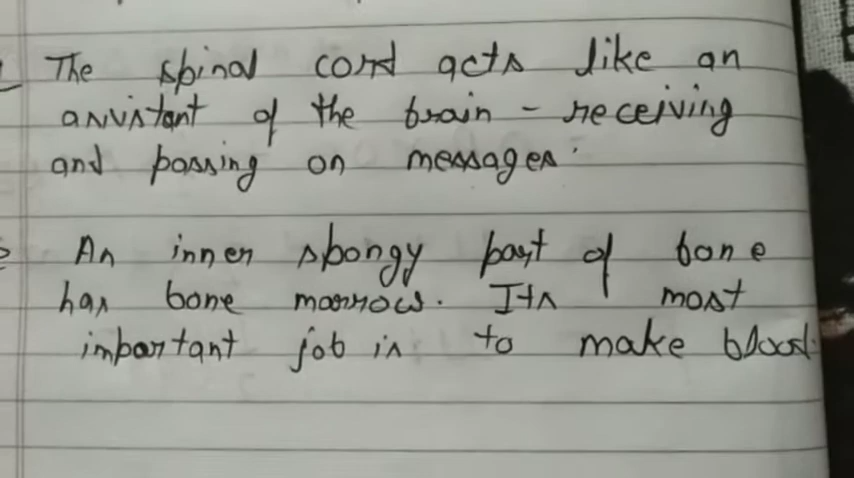 The spinal cord acts like an
assistant of the brain - receiving
and passing on messages.
An inner spongy part of bone
has bone marrow. Its most
important job is to make blood.